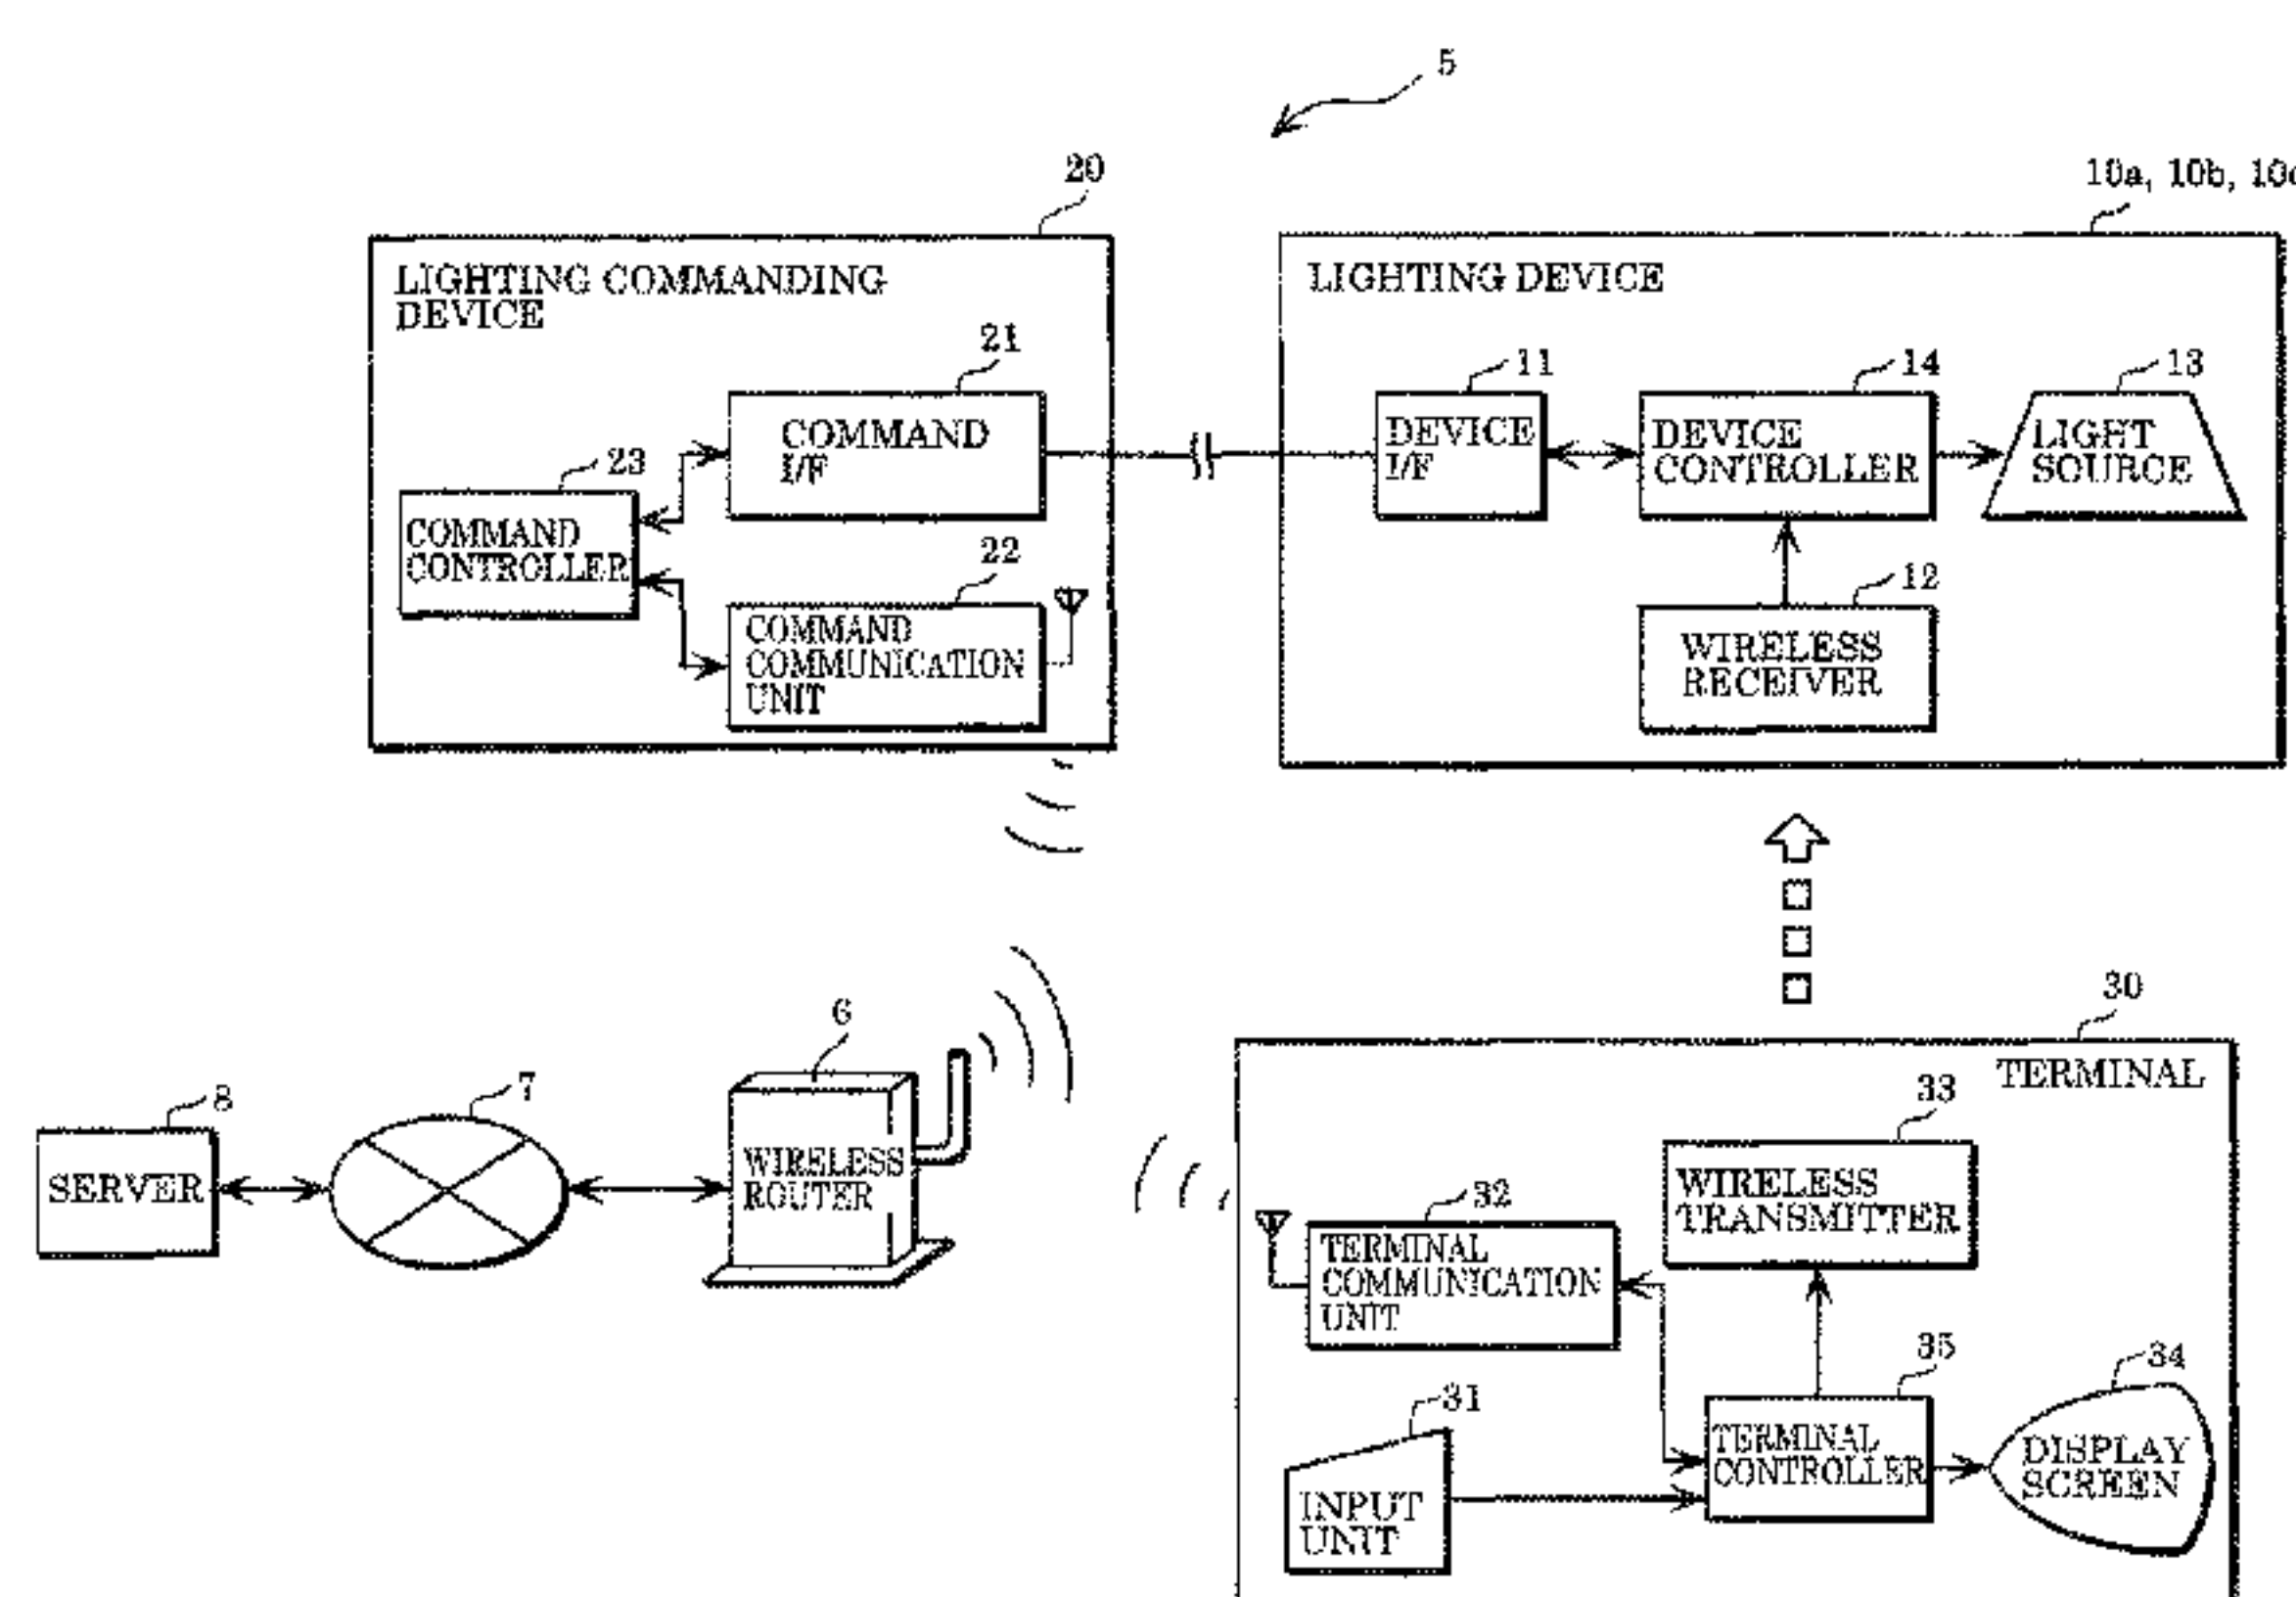 5
20
10a, 10b, 10c
LIGHTING COMMANDING
DEVICE
LIGHTING DEVICE
21
11
14
13
COMMAND
I/F
DEVICE
I/F
DEVICE
CONTROLLER
LIGHT
SOURCE
23
COMMAND
CONTROLLER
22
12
COMMAND
COMMUNICATION
UNIT
WIRELESS
RECEIVER
30
6
TERMINAL
8
7
33
SERVER
WIRELESS
ROUTER
WIRELESS
TRANSMITTER
32
TERMINAL
COMMUNICATION
UNIT
35
34
31
TERMINAL
CONTROLLER
DISPLAY
SCREEN
INPUT
UNIT